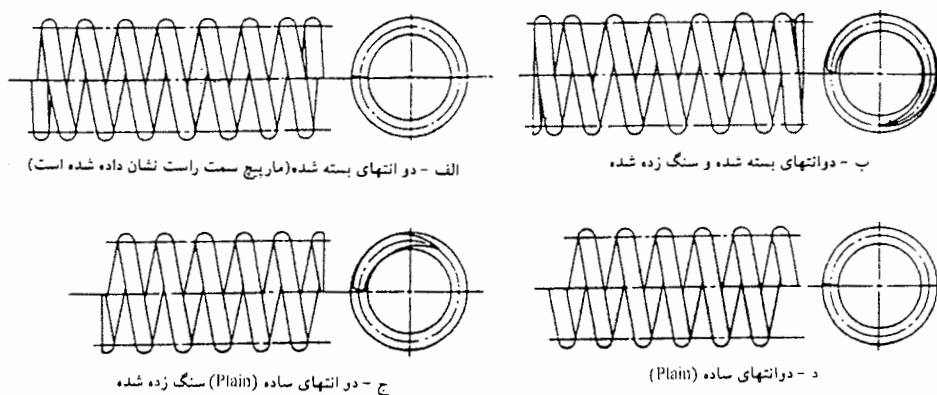 الف - دو انتهای بسته شده(مارپیچ سمت راست نشان داده شده است)
ب - دوانتهای بسته شده و سنگ زده شده
ج - دو انتهای ساده (Plain) سنگ زده شده
د - دوانتهای ساده (Plain)